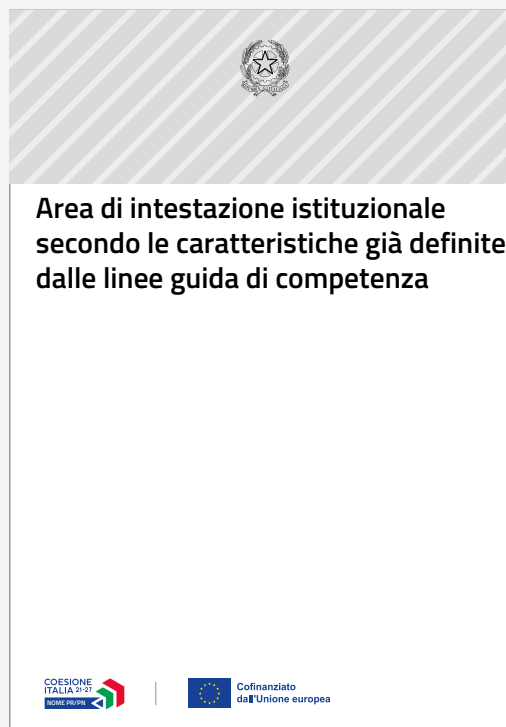 Area di intestazione istituzionale
secondo le caratteristiche già definite
dalle linee guida di competenza
COESIONE
ITALIA 21-27
NOME PR/PN
Cofinanziato
dall'Unione europea